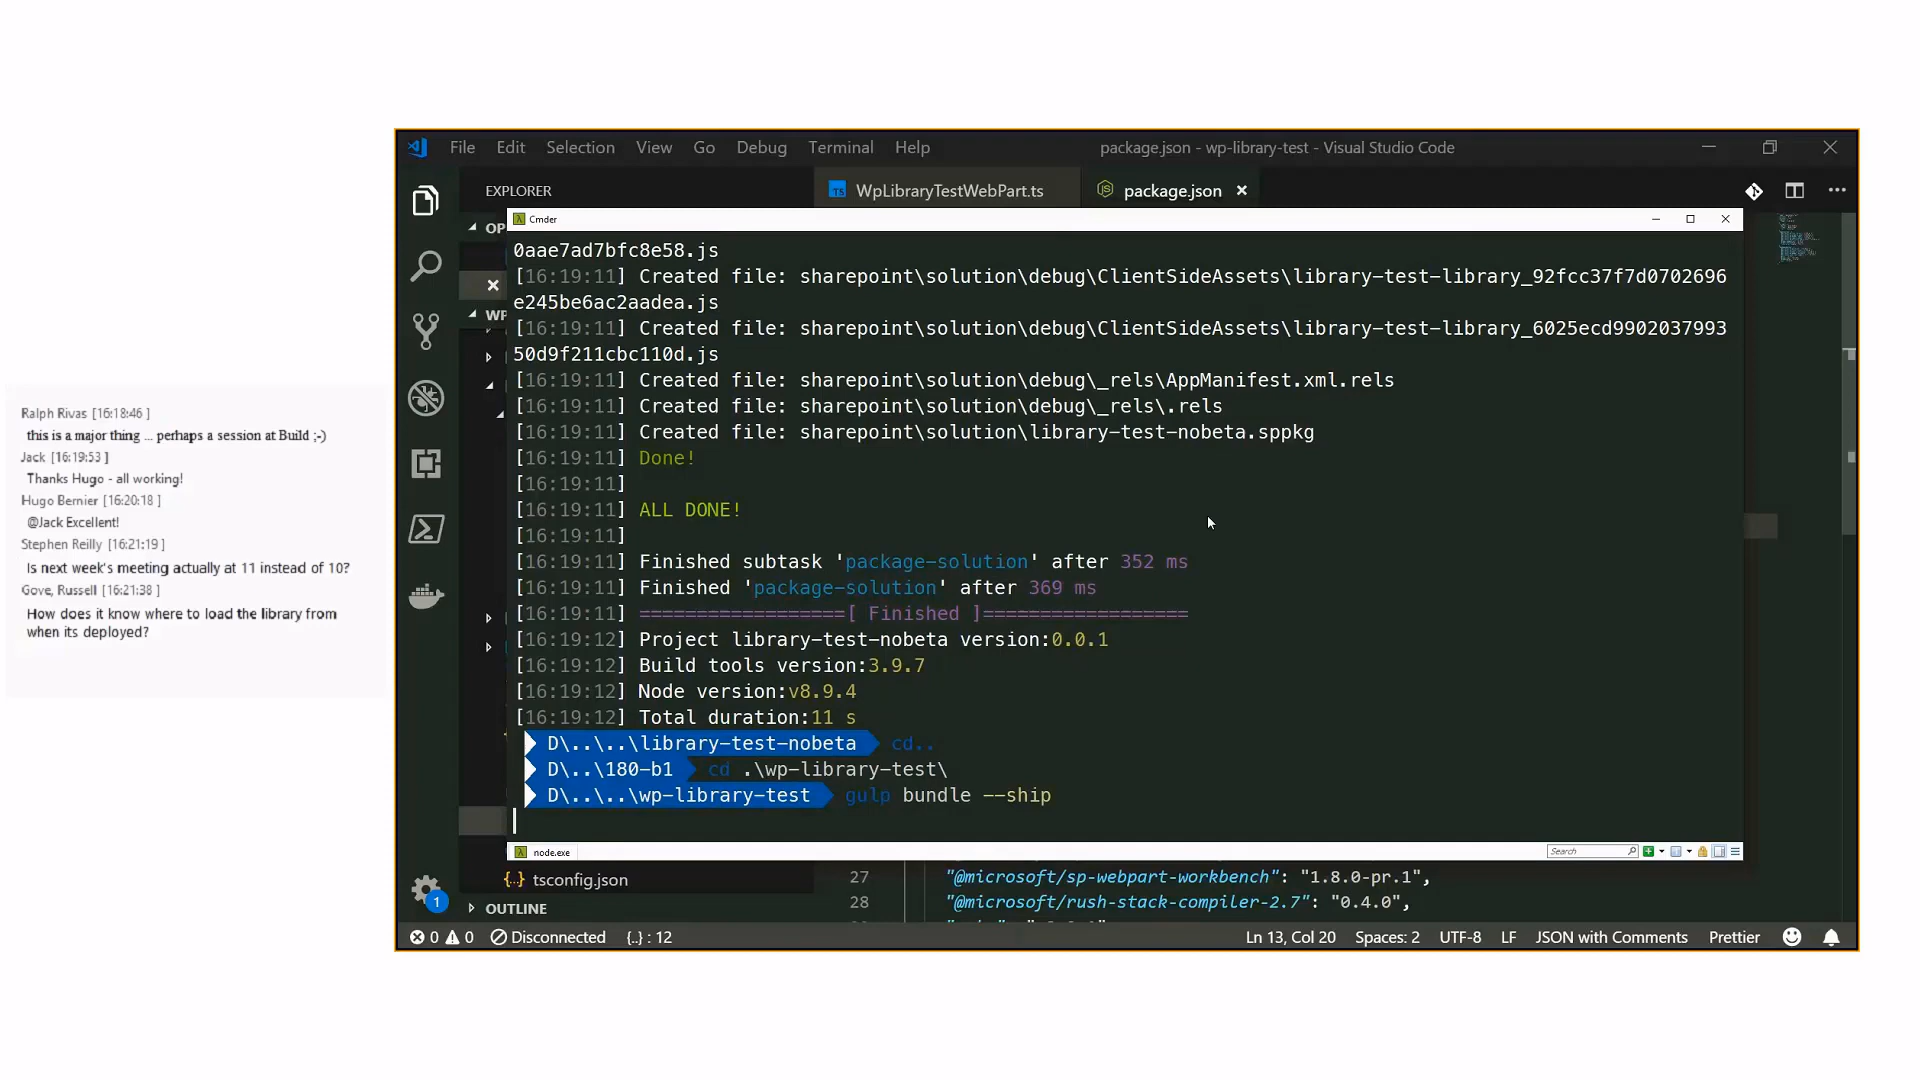 Ralph Rivas [16:18:46 ]
this is a major thing ... perhaps a session at Build ;-)
Jack [16:19:53 ]
Thanks Hugo - all working!
Hugo Bernier [16:20:18 ]
@Jack Excellent!
Stephen Reilly [16:21:19 ]
Is next week's meeting actually at 11 instead of 10?
Gove, Russell [16:21:38 ]
How does it know where to load the library from
when its deployed?
File Edit Selection View Go Debug Terminal Help
package.json - wp-library-test - Visual Studio Code
EXPLORER
TS WpLibraryTestWebPart.ts
package.json
OP
WP
Cmder
0aae7ad7bfc8e58.js
[16:19:11] Created file: sharepoint\solution\debug\ClientSideAssets\library-test-library_92fcc37f7d0702696
e245be6ac2aadea.js
[16:19:11] Created file: sharepoint\solution\debug\ClientSideAssets\library-test-library_6025ecd9902037993
50d9f211cbc110d.js
[16:19:11] Created file: sharepoint\solution\debug\_rels\AppManifest.xml.rels
[16:19:11] Created file: sharepoint\solution\debug\_rels\.rels
[16:19:11] Created file: sharepoint\solution\library-test-nobeta.sppkg
[16:19:11] Done!
[16:19:11]
[16:19:11] ALL DONE!
[16:19:11]
[16:19:11] Finished subtask 'package-solution' after 352 ms
[16:19:11] Finished 'package-solution' after 369 ms
[16:19:11] ==================[ Finished ]==================
[16:19:12] Project library-test-nobeta version:0.0.1
[16:19:12] Build tools version:3.9.7
[16:19:12] Node version:v8.9.4
[16:19:12] Total duration:11 s
D\..\..\library-test-nobeta cd..
D\..\180-b1 cd .\wp-library-test\
D\..\..\wp-library-test gulp bundle --ship
node.exe
Search
{..} tsconfig.json
OUTLINE
27 "@microsoft/sp-webpart-workbench": "1.8.0-pr.1",
28 "@microsoft/rush-stack-compiler-2.7": "0.4.0",
1
0 0 Disconnected {..} : 12
Ln 13, Col 20 Spaces: 2 UTF-8 LF JSON with Comments Prettier